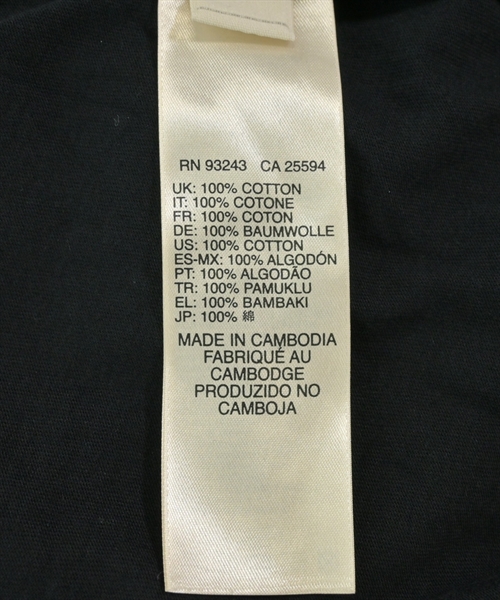 RN 93243 CA 25594
UK: 100% COTTON
IT: 100% COTONE
FR: 100% COTON
DE: 100% BAUMWOLLE
US: 100% COTTON
ES-MX: 100% ALGODÓN
PT: 100% ALGODÃO
TR: 100% PAMUKLU
EL: 100% BAMBAKI
JP: 100% 綿
MADE IN CAMBODIA
FABRIQUÉ AU
CAMBODGE
PRODUZIDO NO
CAMBOJA